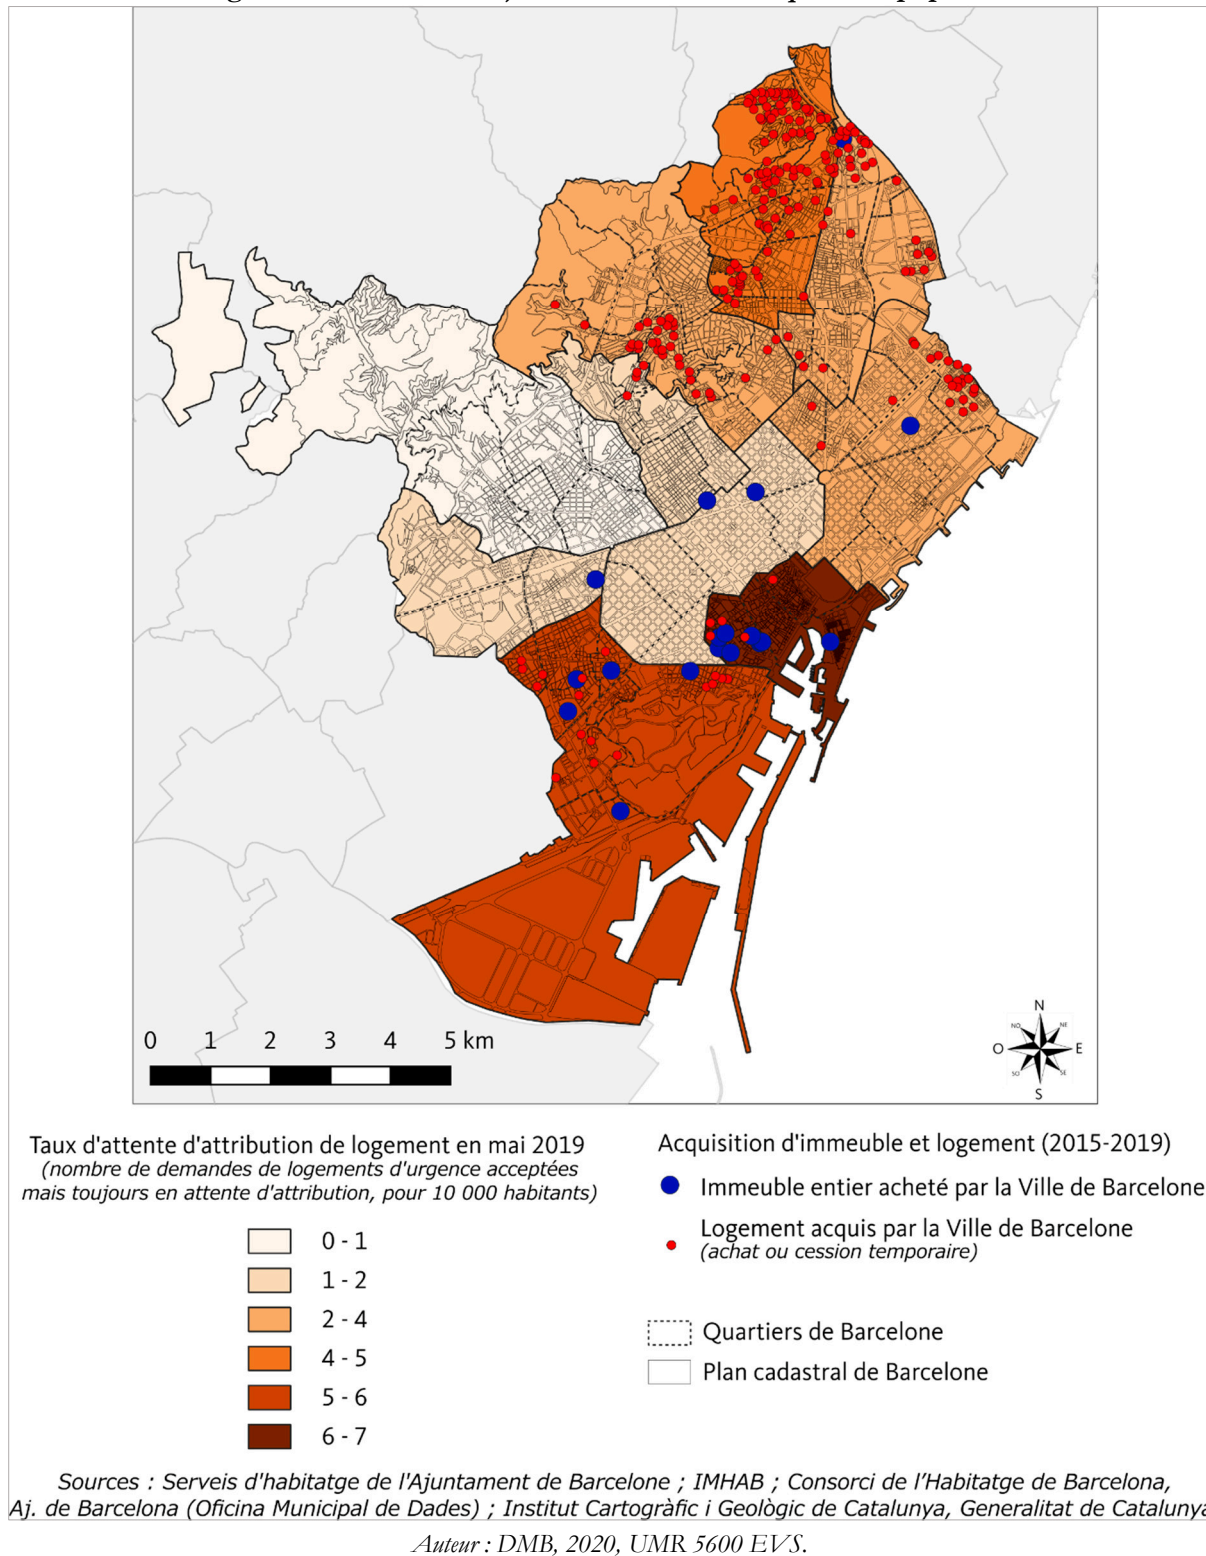 0 1 2 3 4 5 km
N
NO NE
O E
SO SE
S
Taux d'attente d'attribution de logement en mai 2019
(nombre de demandes de logements d'urgence acceptées
mais toujours en attente d'attribution, pour 10 000 habitants)
0 - 1
1 - 2
2 - 4
4 - 5
5 - 6
6 - 7
Acquisition d'immeuble et logement (2015-2019)
Immeuble entier acheté par la Ville de Barcelone
Logement acquis par la Ville de Barcelone
(achat ou cession temporaire)
Quartiers de Barcelone
Plan cadastral de Barcelone
Sources : Serveis d'habitatge de l'Ajuntament de Barcelone ; IMHAB ; Consorci de l'Habitatge de Barcelona,
Aj. de Barcelona (Oficina Municipal de Dades) ; Institut Cartogràfic i Geològic de Catalunya, Generalitat de Catalunya
Auteur : DMB, 2020, UMR 5600 EVS.